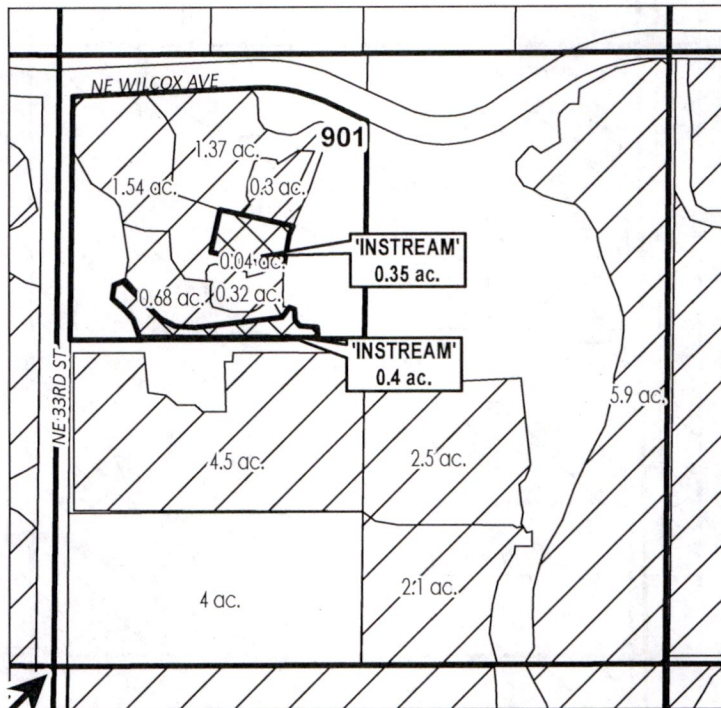 NE WILCOX AVE
901
1.37 ac.
1.54 ac.
0.3 ac.
'INSTREAM'
0.35 ac.
0.04 ac.
0.68 ac.
0.32 ac.
'INSTREAM'
0.4 ac.
NE 33RD ST
5.9 ac.
4.5 ac.
2.5 ac.
4 ac.
2.1 ac.